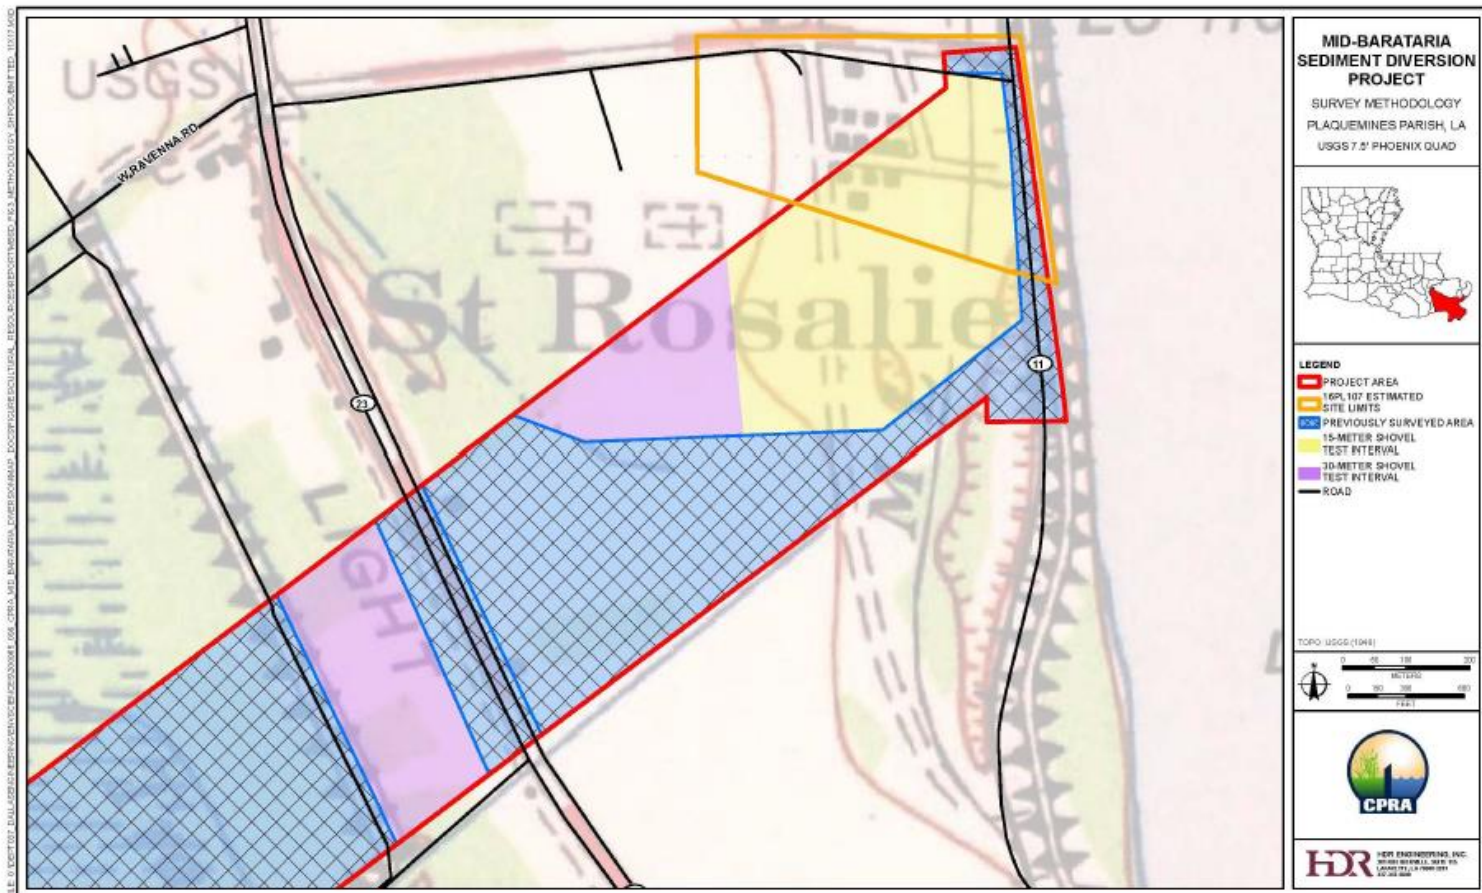 MID-BARATARIA
SEDIMENT DIVERSION
PROJECT
SURVEY METHODOLOGY
PLAQUEMINES PARISH, LA
USGS 7.5' PHOENIX QUAD
LEGEND
PROJECT AREA
16PL107 ESTIMATED
SITE LIMITS
PREVIOUSLY SURVEYED AREA
15-METER SHOVEL
TEST INTERVAL
30-METER SHOVEL
TEST INTERVAL
ROAD
TOPO: USGS (1949)
N
METERS
FEET
CPRA
HDR
HDR ENGINEERING, INC.
USGS
W RAVENNA RD
St Rosalie
23
11
LIGHT